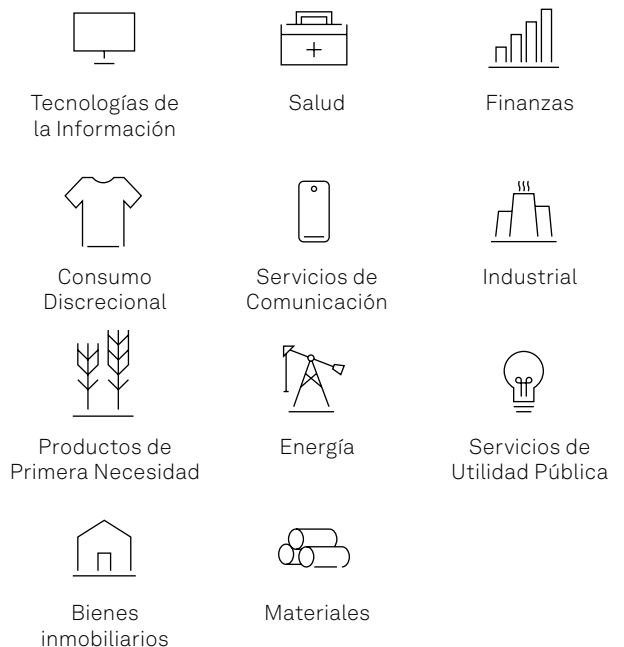 Tecnologías de
la Información
Salud
Finanzas
Consumo
Discrecional
Servicios de
Comunicación
Industrial
Productos de
Primera Necesidad
Energía
Servicios de
Utilidad Pública
Bienes
inmobiliarios
Materiales